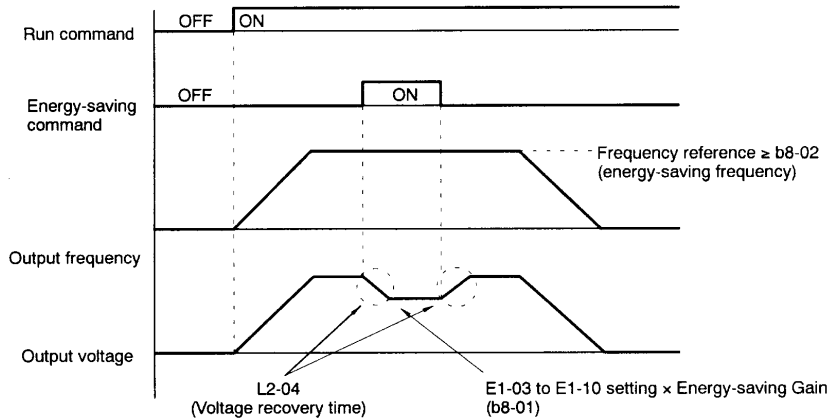 Run command
OFF
ON
Energy-saving
command
OFF
ON
Frequency reference ≥ b8-02
(energy-saving frequency)
Output frequency
Output voltage
L2-04
(Voltage recovery time)
E1-03 to E1-10 setting × Energy-saving Gain
(b8-01)